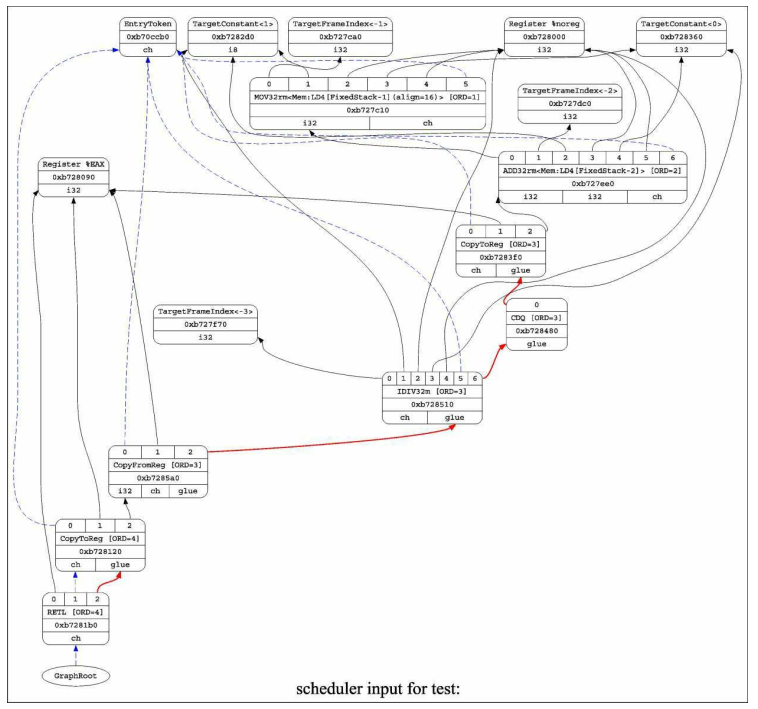 EntryToken
0xb70ccb0
ch
TargetConstant<1>
0xb7282d0
i8
TargetFrameIndex<-1>
0xb727ca0
i32
Register %noreg
0xb728000
i32
TargetConstant<0>
0xb728360
i32
0 1 2 3 4 5
MOV32rm<Mem:LD4[FixedStack-1](align=16)> [ORD=1]
0xb727c10
i32 ch
TargetFrameIndex<-2>
0xb727dc0
i32
0 1 2 3 4 5 6
ADD32rm<Mem:LD4[FixedStack-2]> [ORD=2]
0xb727ee0
i32 i32 ch
Register %EAX
0xb728090
i32
0 1 2
CopyToReg [ORD=3]
0xb7283f0
ch glue
0
CDQ [ORD=3]
0xb728480
glue
TargetFrameIndex<-3>
0xb727f70
i32
0 1 2 3 4 5 6
IDIV32m [ORD=3]
0xb728510
ch glue
0 1 2
CopyFromReg [ORD=3]
0xb7285a0
i32 ch glue
0 1 2
CopyToReg [ORD=4]
0xb728120
ch glue
0 1 2
RETL [ORD=4]
0xb7281b0
ch
GraphRoot
scheduler input for test: